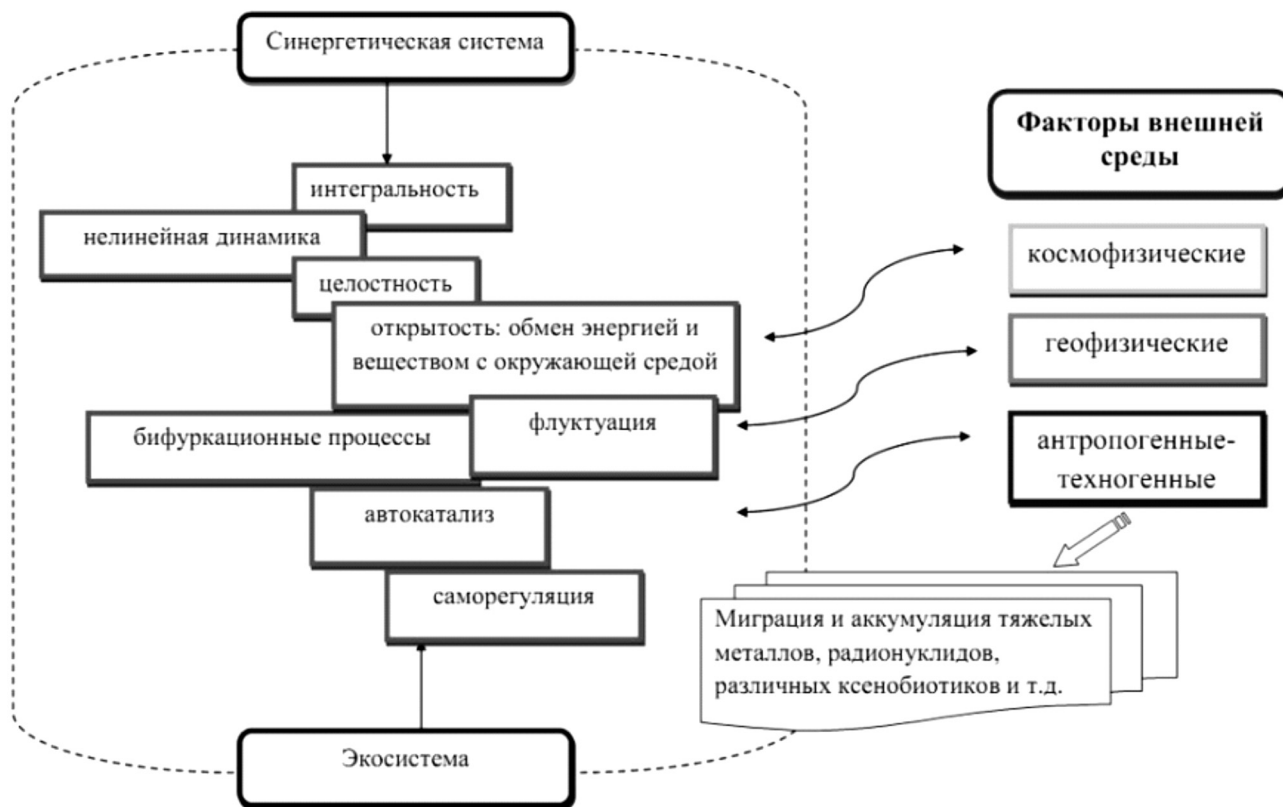 Синергетическая система
интегральность
нелинейная динамика
целостность
открытость: обмен энергией и
веществом с окружающей средой
флуктуация
бифуркационные процессы
автокатализ
саморегуляция
Экосистема
Факторы внешней
среды
космофизические
геофизические
антропогенные-
техногенные
Миграция и аккумуляция тяжелых
металлов, радионуклидов,
различных ксенобиотиков и т.д.